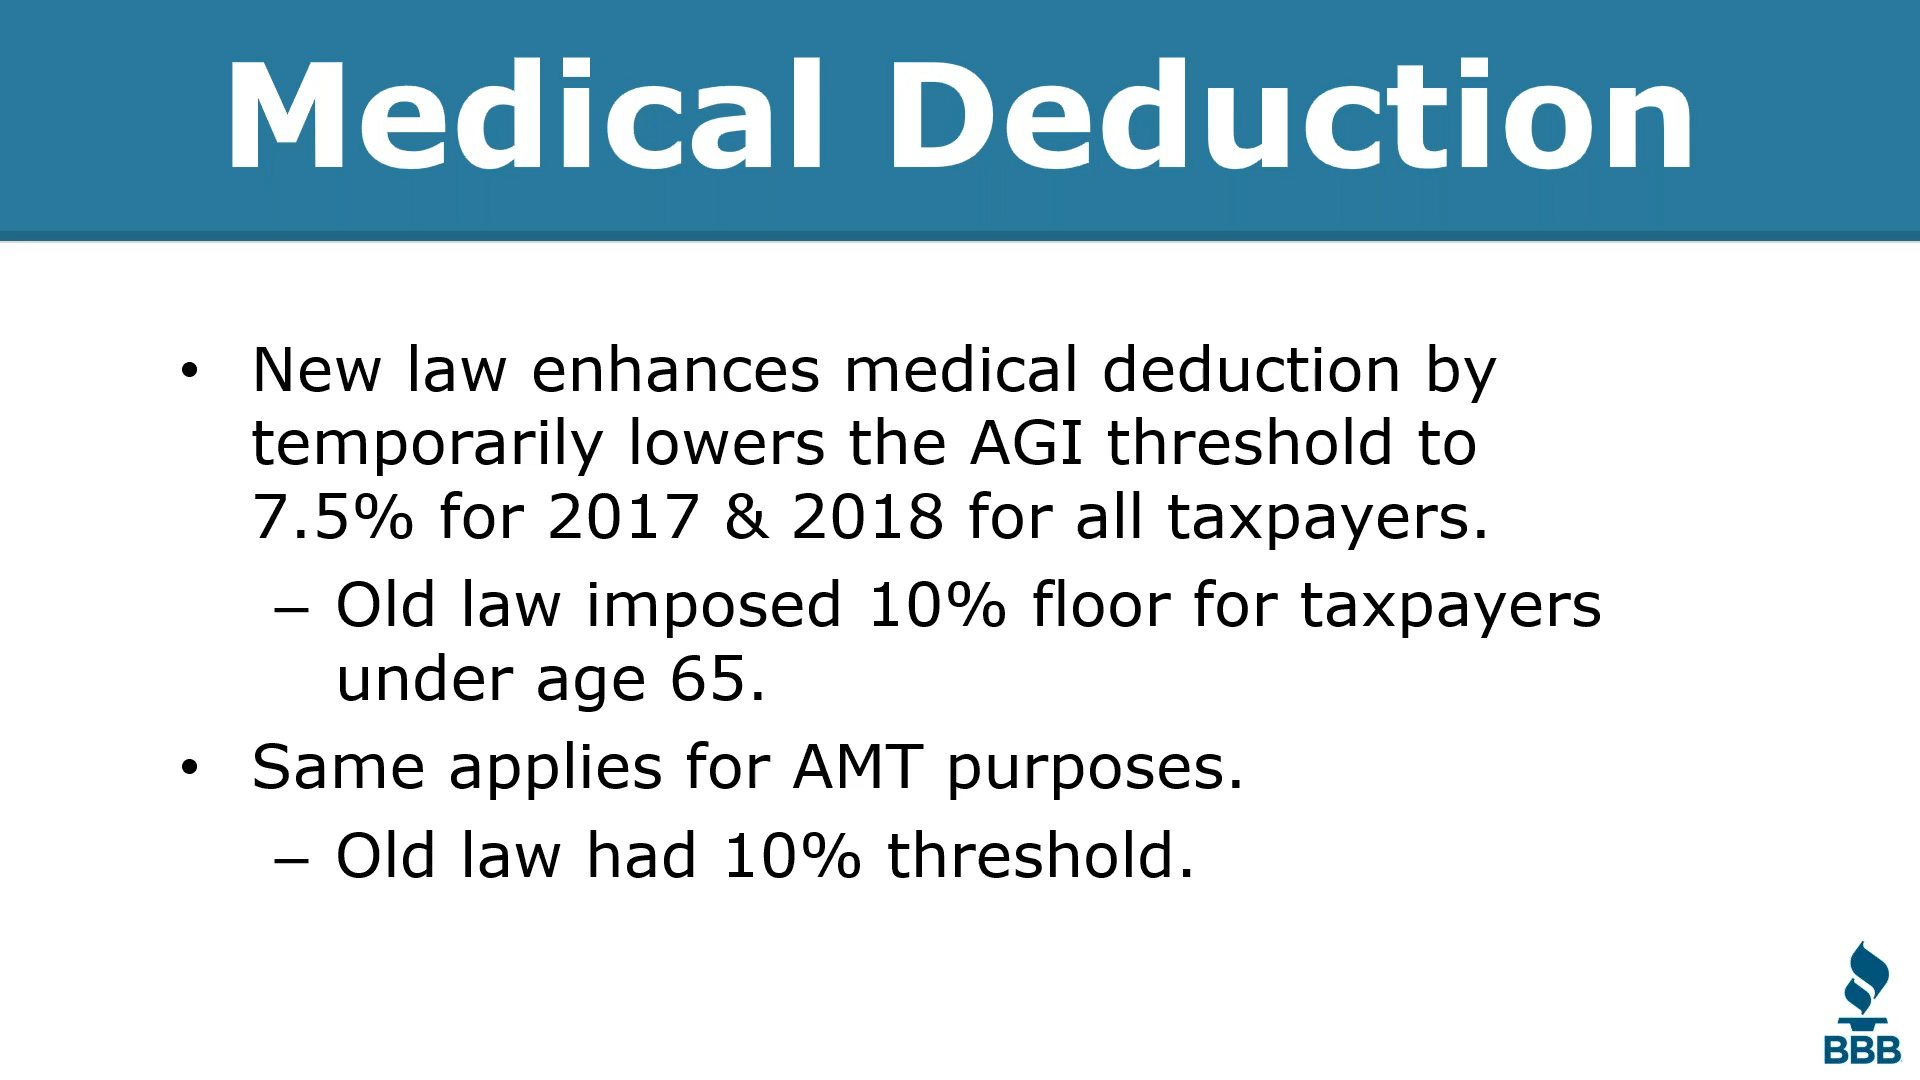 Medical Deduction
• New law enhances medical deduction by
temporarily lowers the AGI threshold to
7.5% for 2017 & 2018 for all taxpayers.
– Old law imposed 10% floor for taxpayers
under age 65.
• Same applies for AMT purposes.
– Old law had 10% threshold.
BBB